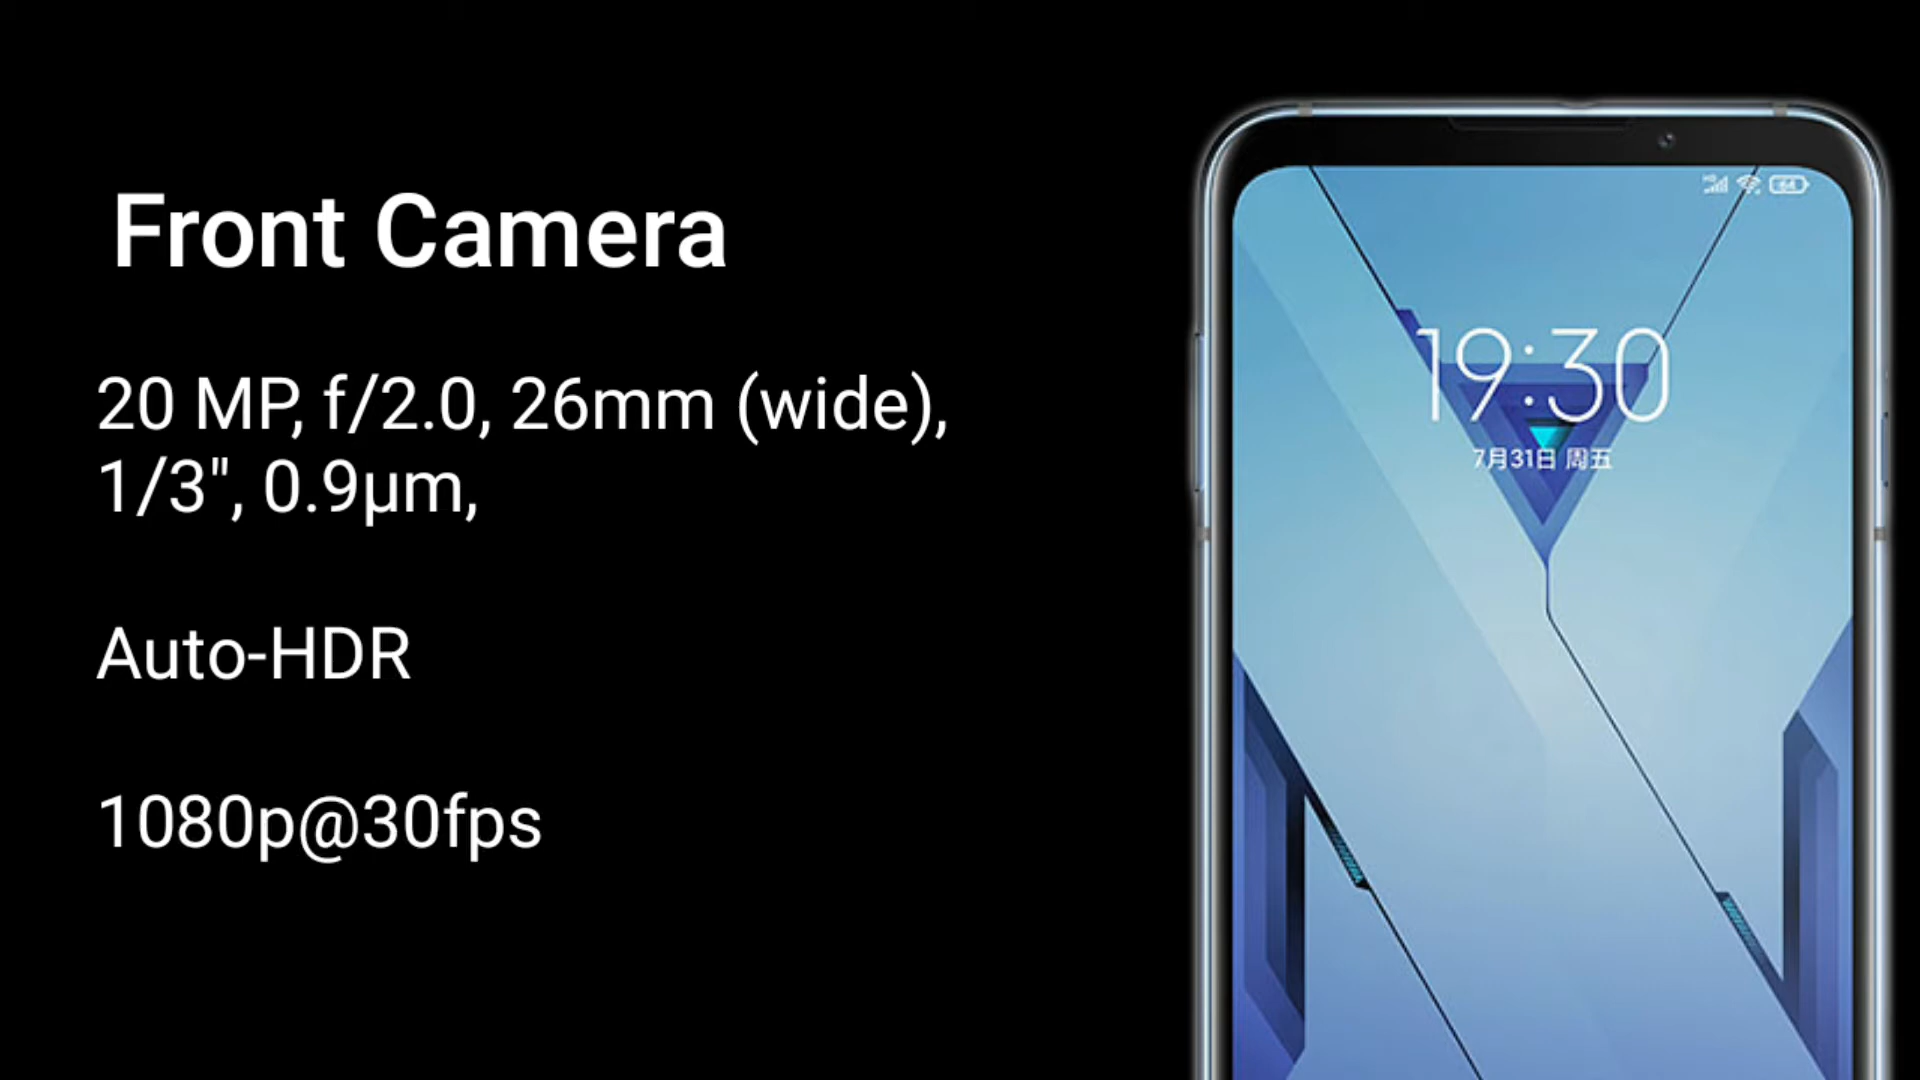 Front Camera
20 MP, f/2.0, 26mm (wide),
1/3", 0.9µm,
Auto-HDR
1080p@30fps
19:30
7月31日 周五